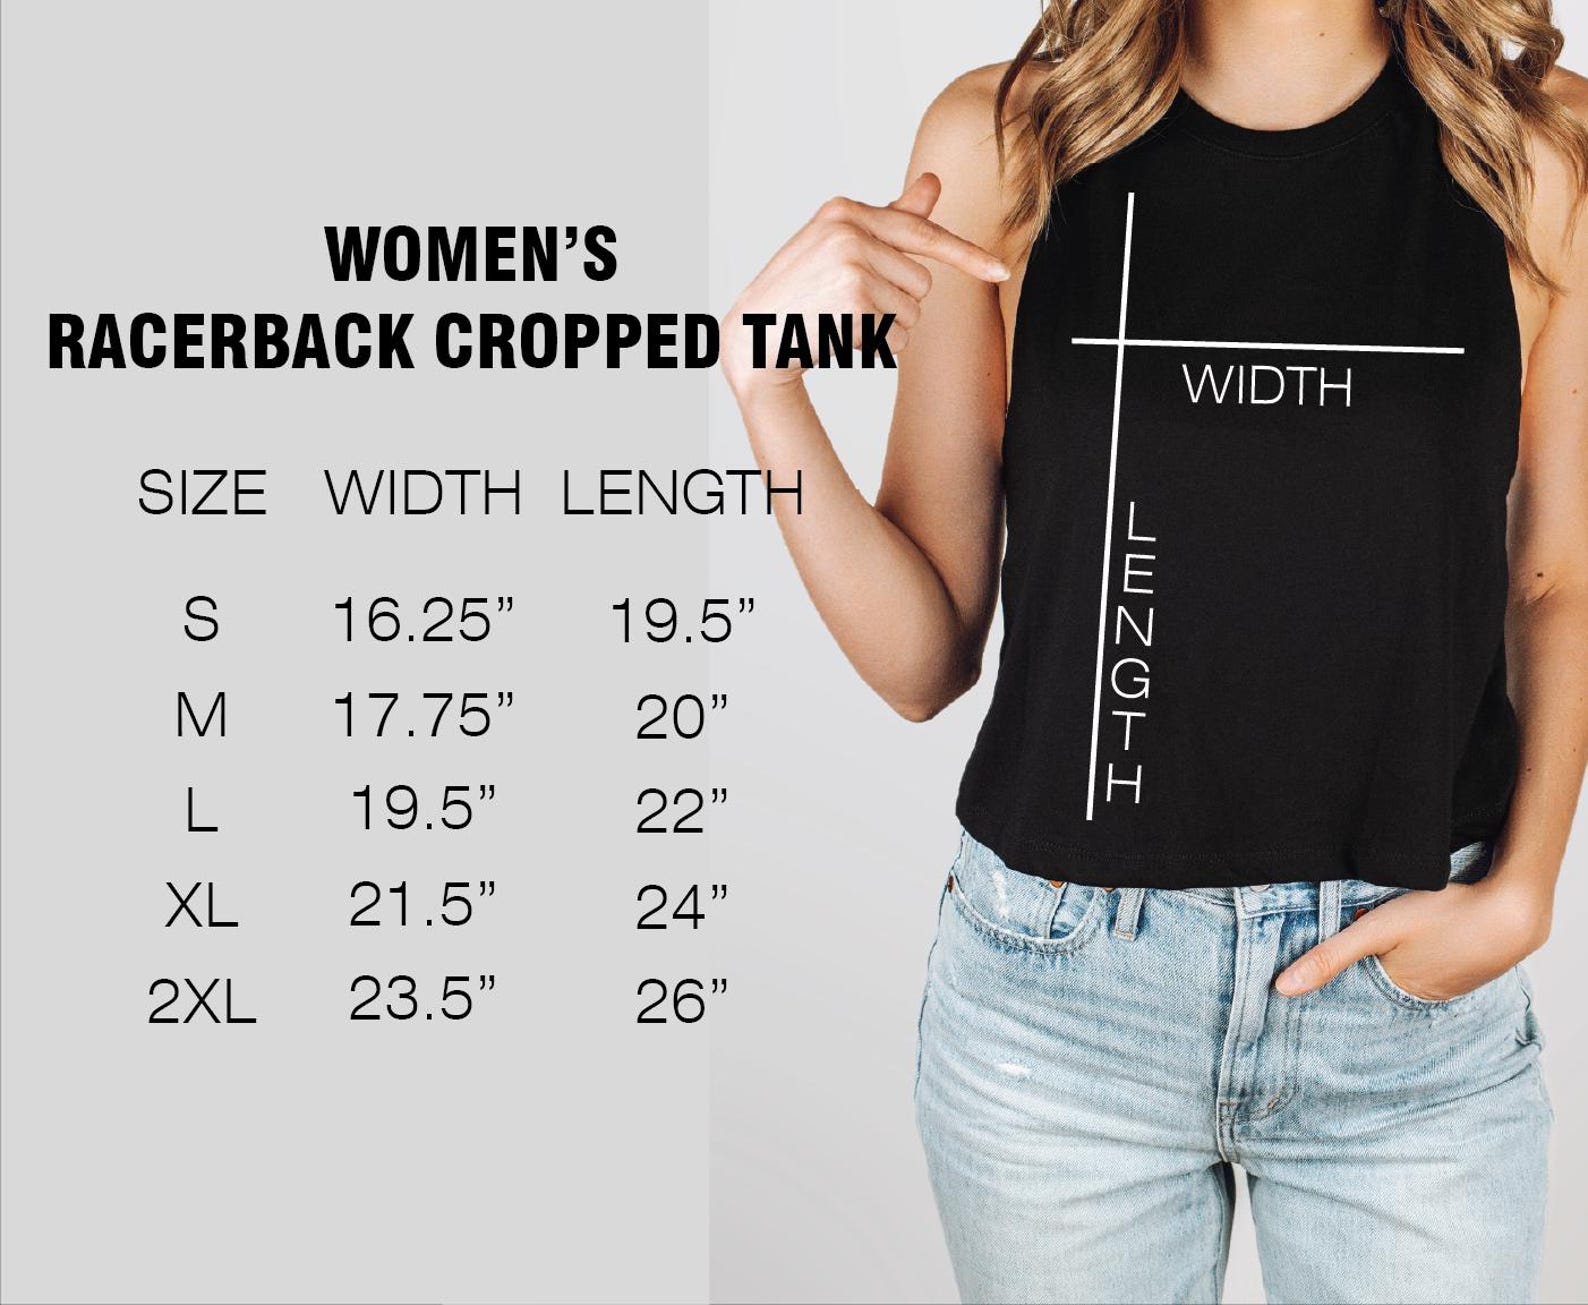 WOMEN’S
RACERBACK CROPPED TANK
SIZE WIDTH LENGTH
S 16.25” 19.5”
M 17.75” 20”
L 19.5” 22”
XL 21.5” 24”
2XL 23.5” 26”
WIDTH
LENGTH